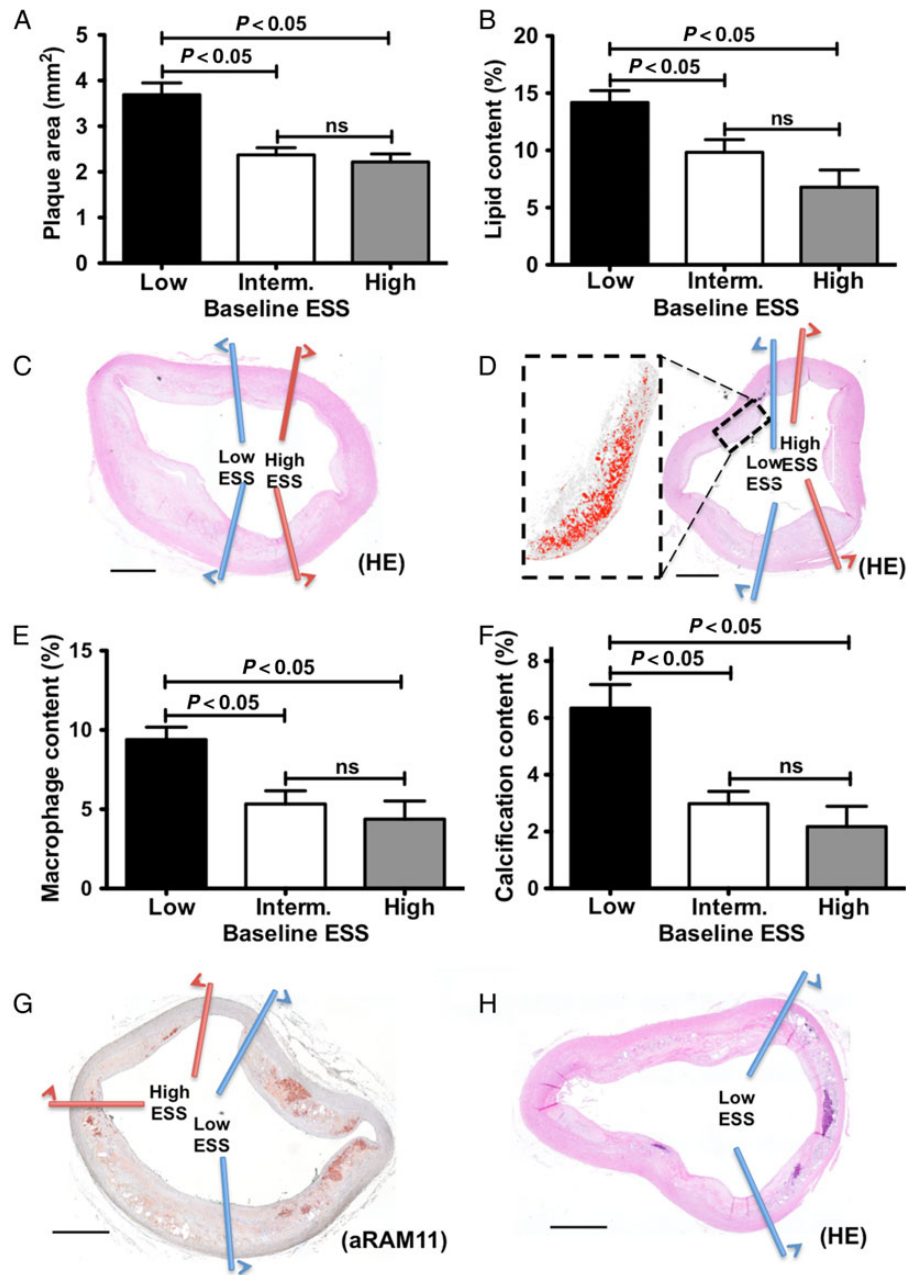 A
P < 0.05
P < 0.05
ns
Plaque area (mm²)
5
4
3
2
1
0
Low
Interm.
High
Baseline ESS
B
P < 0.05
P < 0.05
ns
Lipid content (%)
20
15
10
5
0
Low
Interm.
High
Baseline ESS
C
Low
ESS
High
ESS
(HE)
D
High
ESS
Low
ESS
(HE)
E
P < 0.05
P < 0.05
ns
Macrophage content (%)
15
10
5
0
Low
Interm.
High
Baseline ESS
F
P < 0.05
P < 0.05
ns
Calcification content (%)
8
6
4
2
0
Low
Interm.
High
Baseline ESS
G
High
ESS
Low
ESS
(aRAM11)
H
Low
ESS
(HE)